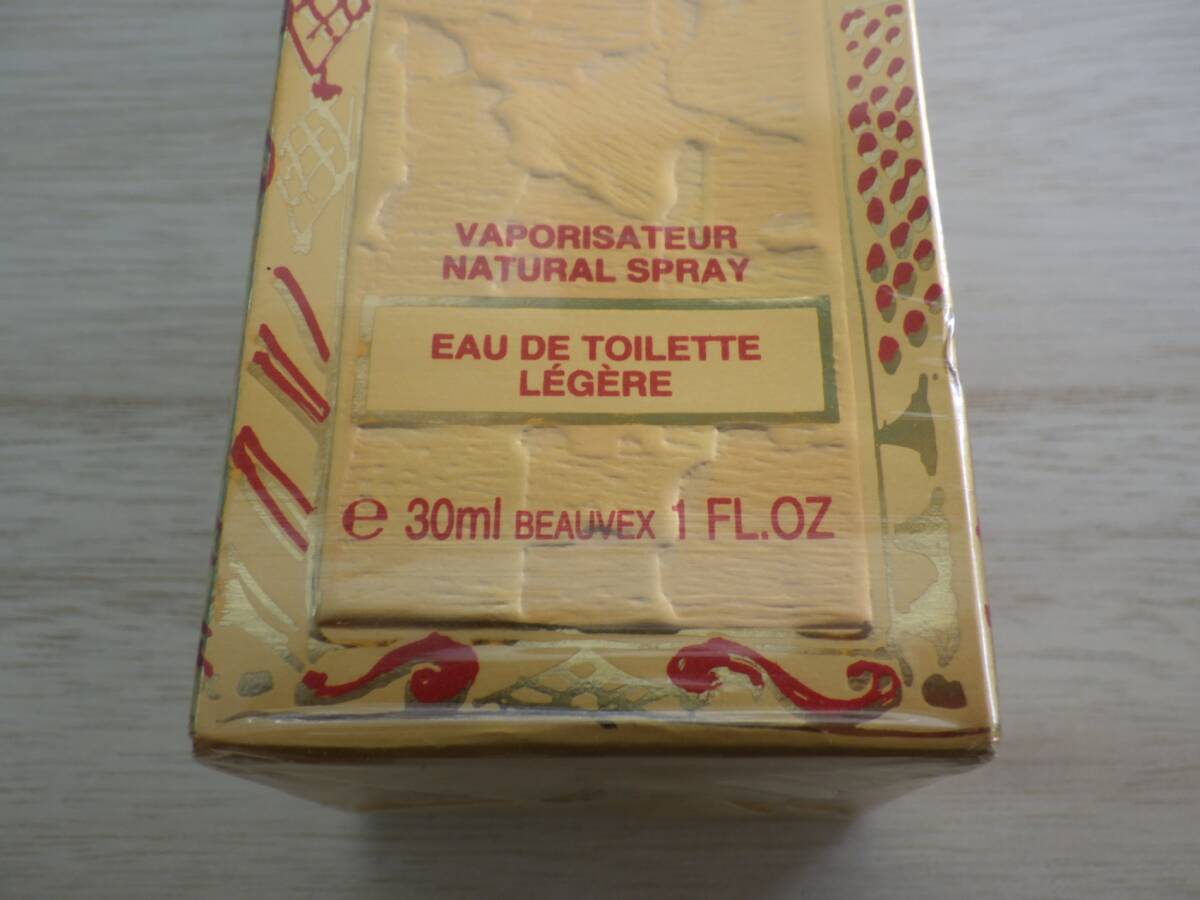 VAPORISATEUR
NATURAL SPRAY
EAU DE TOILETTE
LÉGÈRE
℮ 30ml BEAUVEX 1 FL.OZ